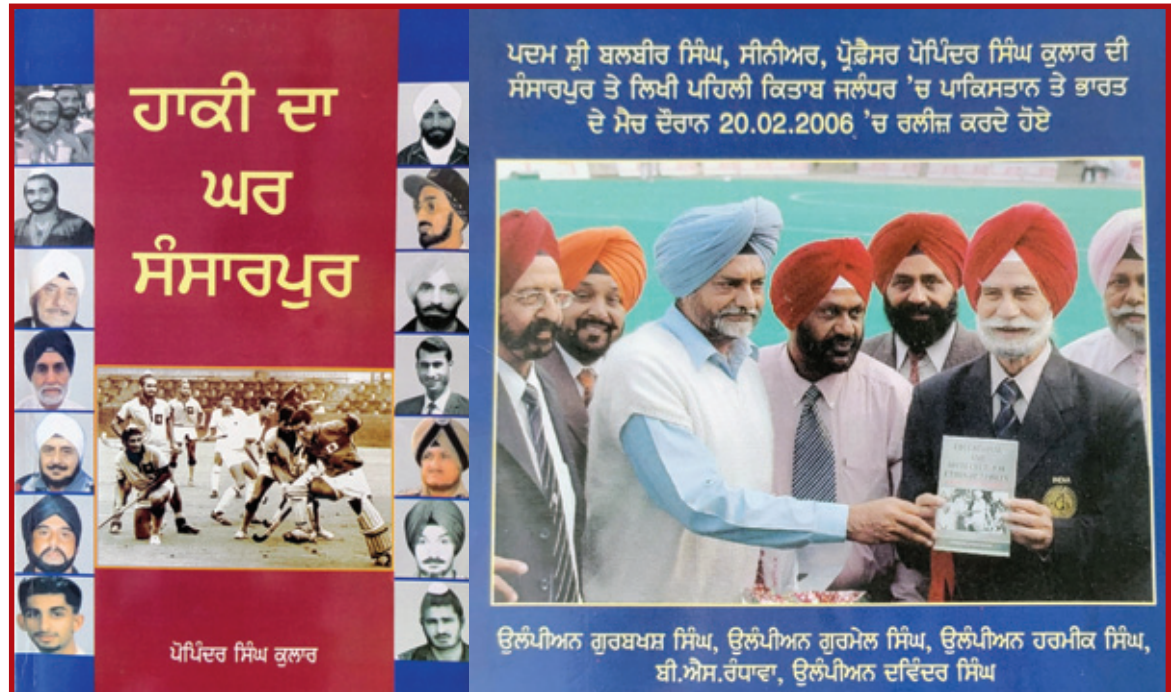 ਹਾਕੀ ਦਾ
ਘਰ
ਸੰਸਾਰਪੁਰ
ਪੋਪਿੰਦਰ ਸਿੰਘ ਕੁਲਾਰ
ਪਦਮ ਸ਼੍ਰੀ ਬਲਬੀਰ ਸਿੰਘ, ਸੀਨੀਅਰ, ਪ੍ਰੋਫ਼ੈਸਰ ਪੋਪਿੰਦਰ ਸਿੰਘ ਕੁਲਾਰ ਦੀ
ਸੰਸਾਰਪੁਰ ਤੇ ਲਿਖੀ ਪਹਿਲੀ ਕਿਤਾਬ ਜਲੰਧਰ 'ਚ ਪਾਕਿਸਤਾਨ ਤੇ ਭਾਰਤ
ਦੇ ਮੈਚ ਦੌਰਾਨ 20.02.2006 'ਚ ਰਲੀਜ਼ ਕਰਦੇ ਹੋਏ
INDIA
ਉਲੰਪੀਅਨ ਗੁਰਬਖਸ਼ ਸਿੰਘ, ਉਲੰਪੀਅਨ ਗੁਰਮੇਲ ਸਿੰਘ, ਉਲੰਪੀਅਨ ਹਰਮੀਕ ਸਿੰਘ,
ਬੀ.ਐਸ.ਰੰਧਾਵਾ, ਉਲੰਪੀਅਨ ਦਵਿੰਦਰ ਸਿੰਘ